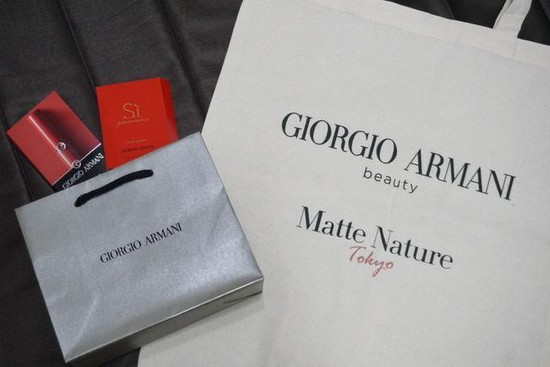 GIORGIO ARMANI
beauty
Matte Nature
Tokyo
Sì
GIORGIO ARMANI
GIORGIO ARMANI